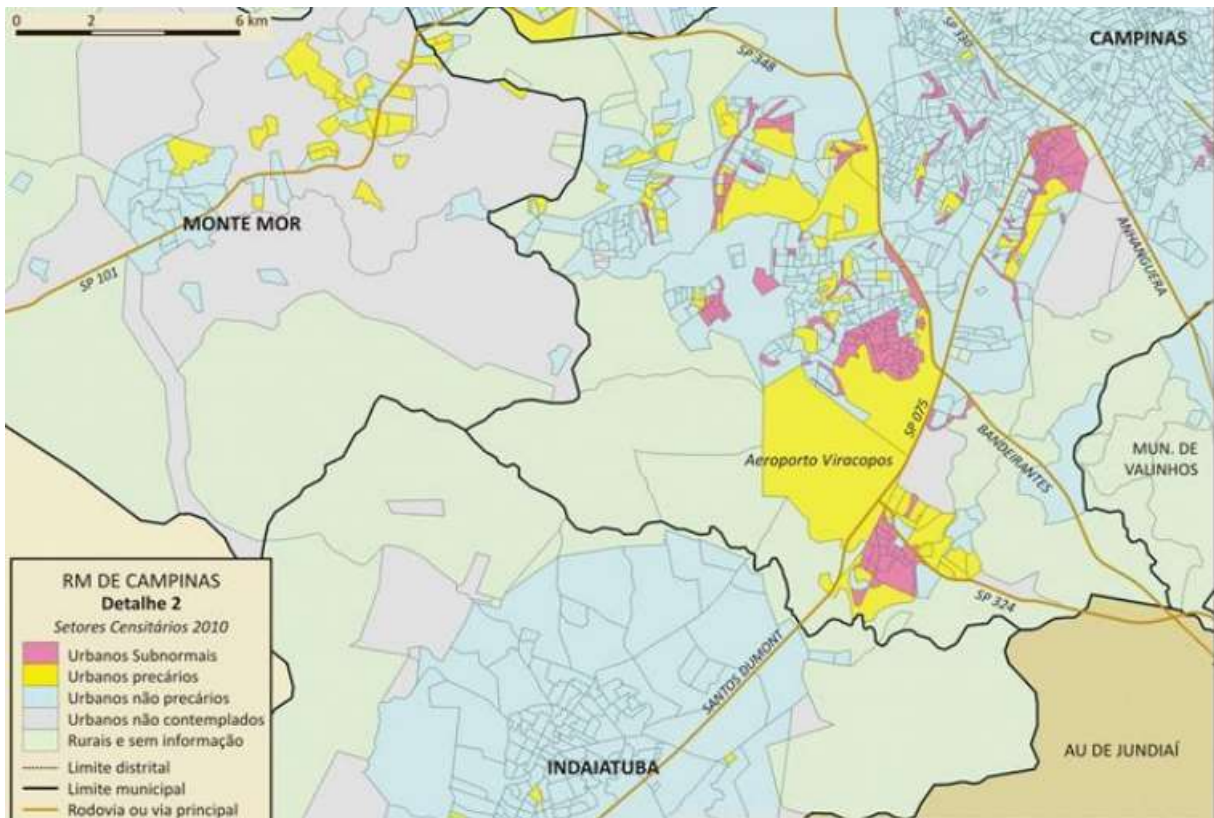 0 2 6 km
SP 330
CAMPINAS
SP 348
MONTE MOR
SP 101
ANHANGUERA
SP 075
Aeroporto Viracopos
BANDEIRANTES
MUN. DE
VALINHOS
RM DE CAMPINAS
Detalhe 2
Setores Censitários 2010
Urbanos Subnormais
Urbanos precários
Urbanos não precários
Urbanos não contemplados
Rurais e sem informação
Limite distrital
Limite municipal
Rodovia ou via principal
SP 324
SANTOS DUMONT
INDAIATUBA
AU DE JUNDIAÍ